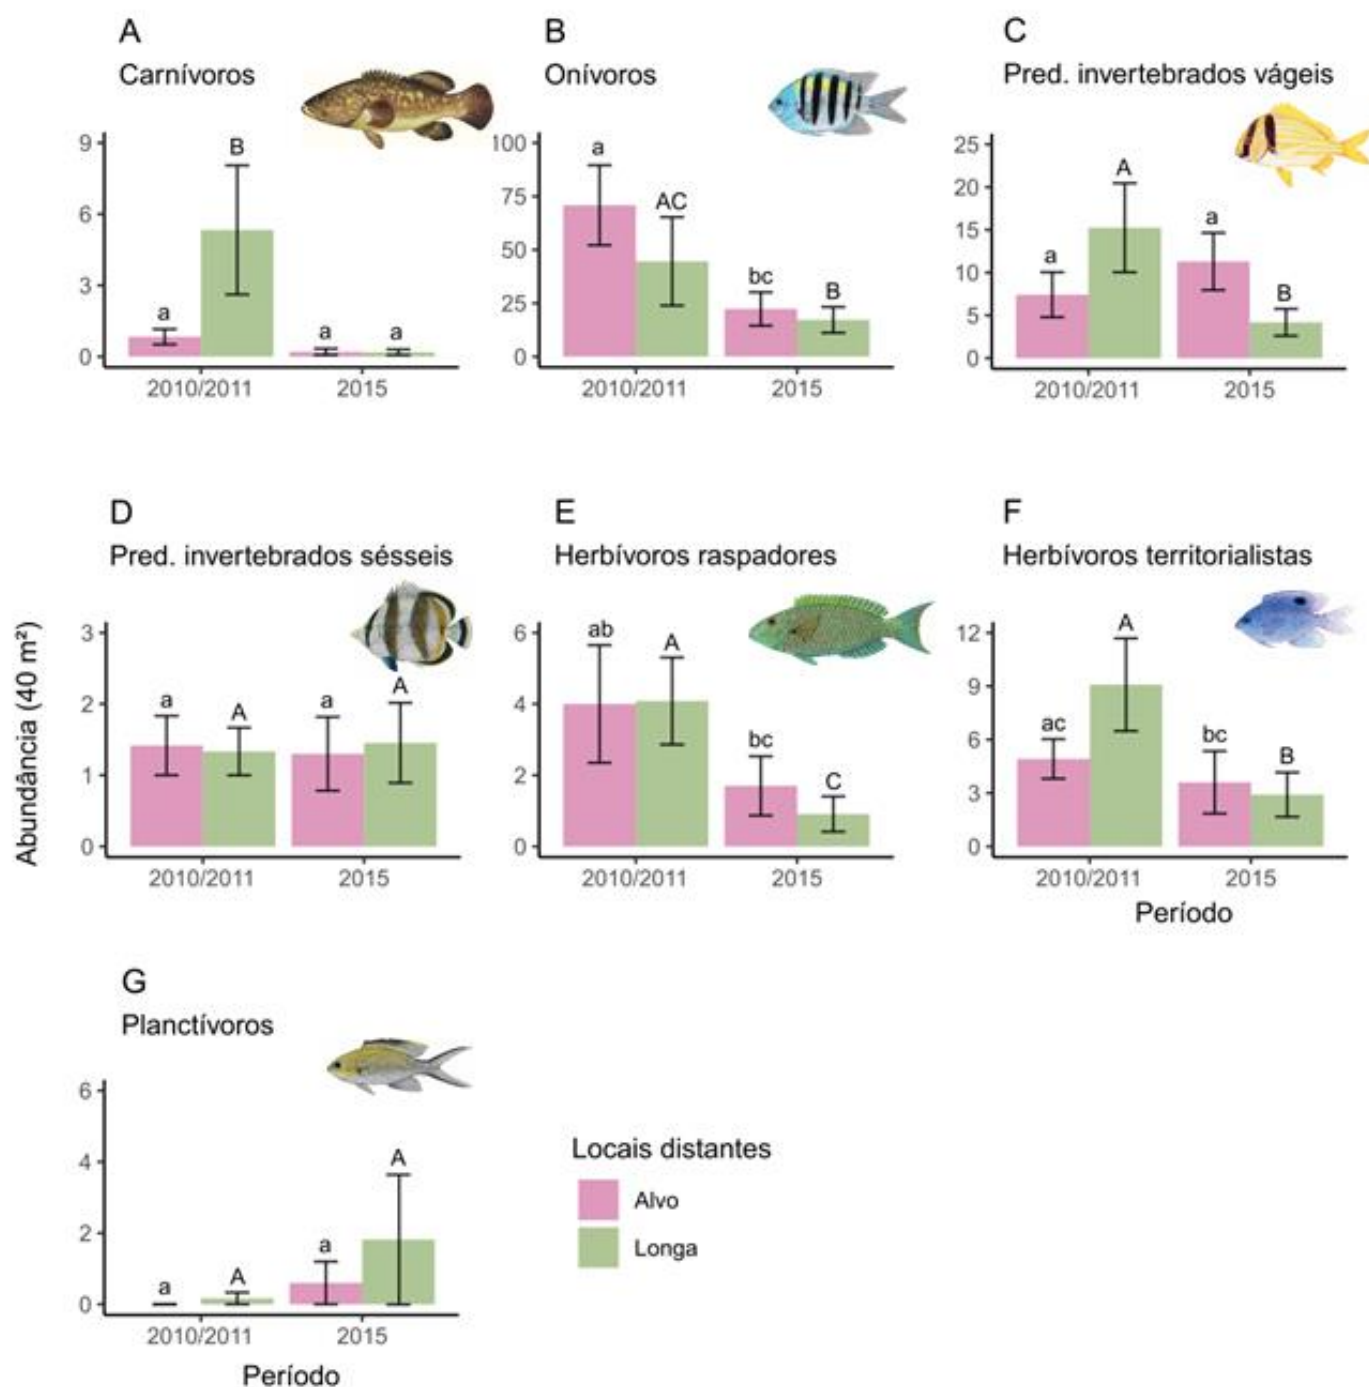 A
Carnívoros
9
6
3
0
a
B
a
a
2010/2011
2015
B
Onívoros
100
75
50
25
0
a
AC
bc
B
2010/2011
2015
C
Pred. invertebrados vágeis
25
20
15
10
5
0
a
A
a
B
2010/2011
2015
Abundância (40 m²)
D
Pred. invertebrados sésseis
3
2
1
0
a
A
a
A
2010/2011
2015
E
Herbívoros raspadores
6
4
2
0
ab
A
bc
C
2010/2011
2015
F
Herbívoros territorialistas
12
9
6
3
0
ac
A
bc
B
2010/2011
2015
Período
G
Planctívoros
6
4
2
0
a
A
a
A
2010/2011
2015
Período
Locais distantes
Alvo
Longa